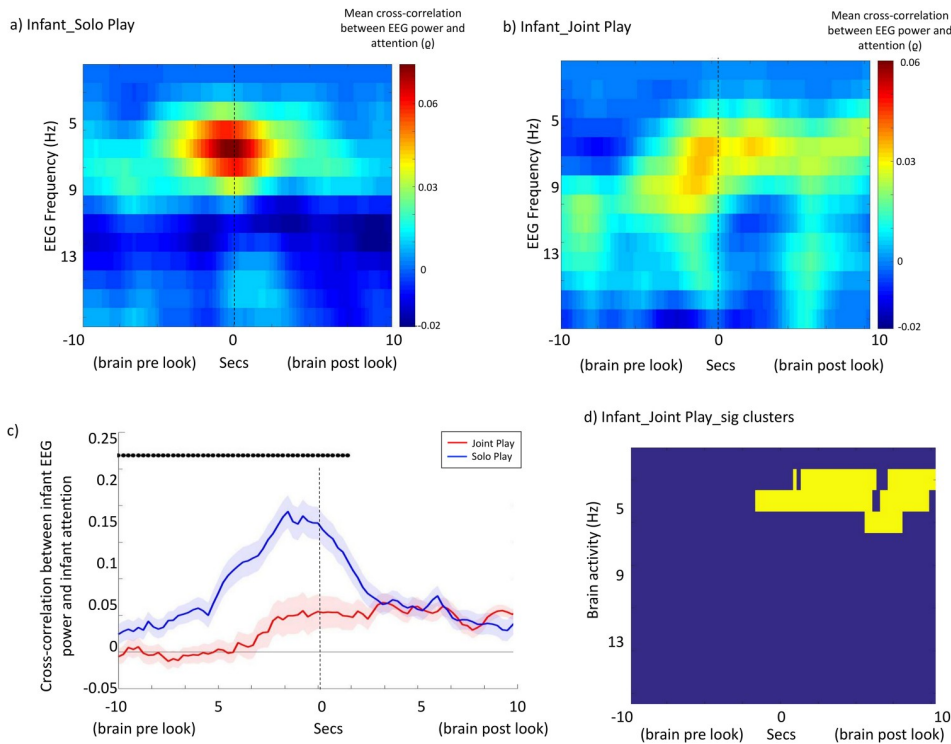 a) Infant_Solo Play
Mean cross-correlation
between EEG power and
attention (ϱ)
EEG Frequency (Hz)
5
9
13
-10
0
10
(brain pre look)
Secs
(brain post look)
0.06
0.03
0
-0.02
b) Infant_Joint Play
Mean cross-correlation
between EEG power and
attention (ϱ)
EEG Frequency (Hz)
5
9
13
-10
0
10
(brain pre look)
Secs
(brain post look)
0.06
0.03
0
-0.02
c)
Cross-correlation between infant EEG
power and infant attention
0.25
0.2
0.15
0.1
0.05
0
-0.05
Joint Play
Solo Play
-10
-5
0
5
10
(brain pre look)
Secs
(brain post look)
d) Infant_Joint Play_sig clusters
Brain activity (Hz)
5
9
13
-10
0
10
(brain pre look)
Secs
(brain post look)